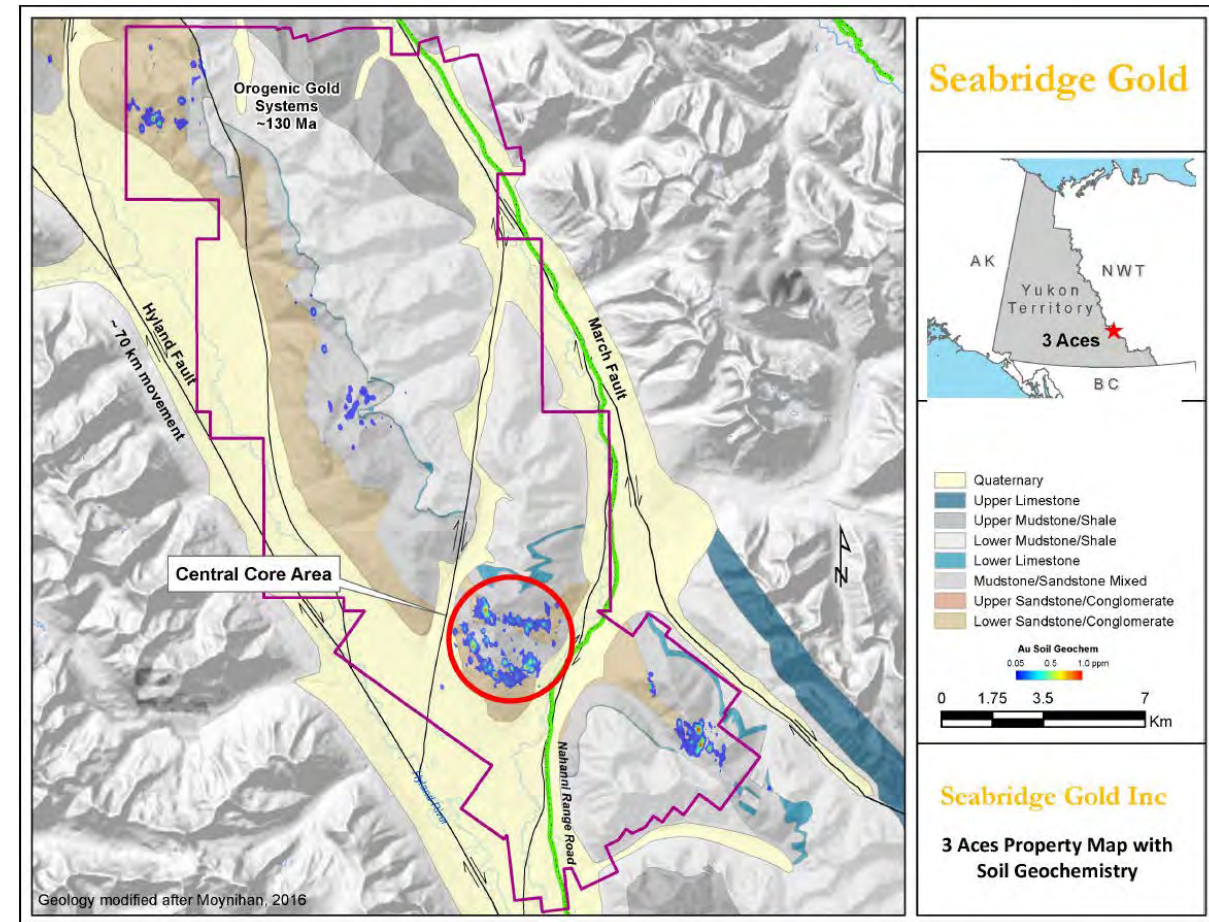 Orogenic Gold
Systems
~130 Ma
Hyland Fault
~ 70 km movement
March Fault
Central Core Area
N
Hyland River
Nahanni Range Road
Geology modified after Moynihan, 2016
Seabridge Gold
AK
NWT
Yukon
Territory
3 Aces
BC
Quaternary
Upper Limestone
Upper Mudstone/Shale
Lower Mudstone/Shale
Lower Limestone
Mudstone/Sandstone Mixed
Upper Sandstone/Conglomerate
Lower Sandstone/Conglomerate
Au Soil Geochem
0.05 0.5 1.0 ppm
0 1.75 3.5 7
Km
Seabridge Gold Inc
3 Aces Property Map with
Soil Geochemistry